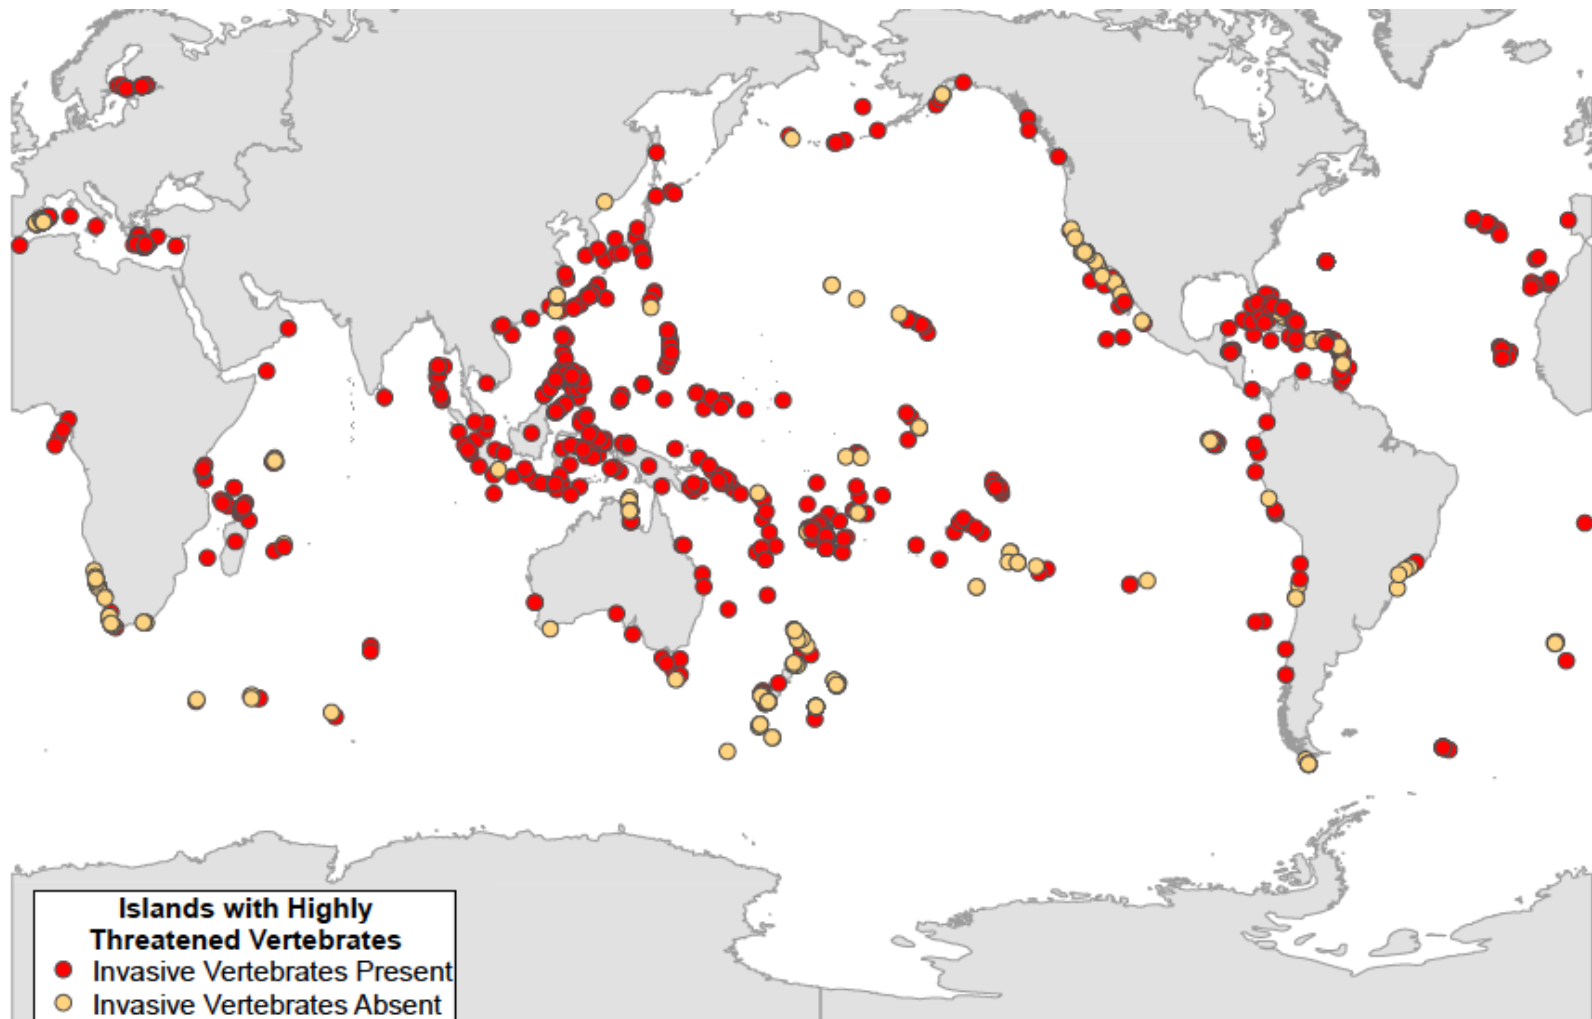 Islands with Highly
Threatened Vertebrates
Invasive Vertebrates Present
Invasive Vertebrates Absent